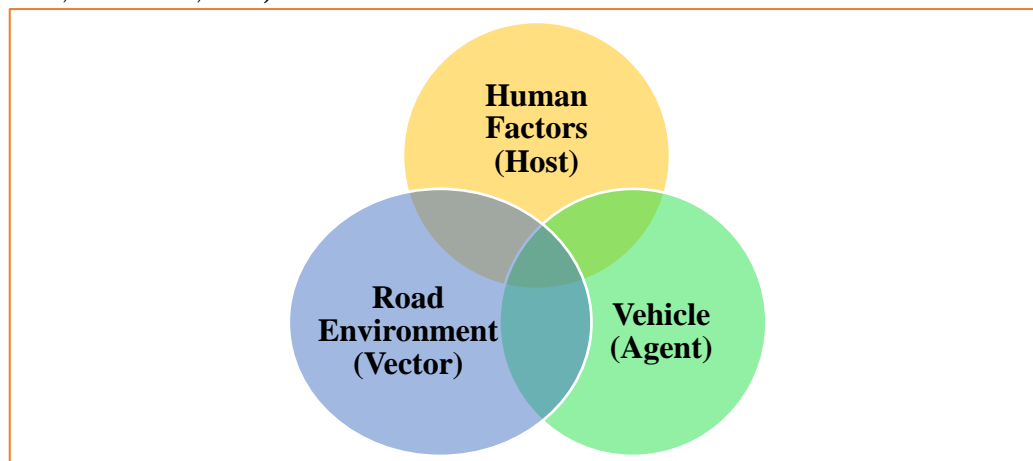 Human
Factors
(Host)
Road
Environment
(Vector)
Vehicle
(Agent)